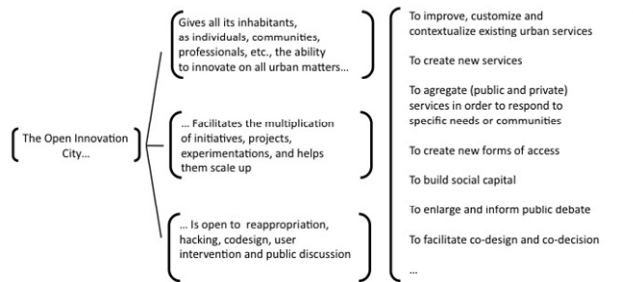 The Open Innovation
City...
Gives all its inhabitants,
as individuals, communities,
professionals, etc., the ability
to innovate on all urban matters...
... Facilitates the multiplication
of initiatives, projects,
experimentations, and helps
them scale up
... Is open to reappropriation,
hacking, codesign, user
intervention and public discussion
To improve, customize and
contextualize existing urban services
To create new services
To agregate (public and private)
services in order to respond to
specific needs or communities
To create new forms of access
To build social capital
To enlarge and inform public debate
To facilitate co-design and co-decision
...